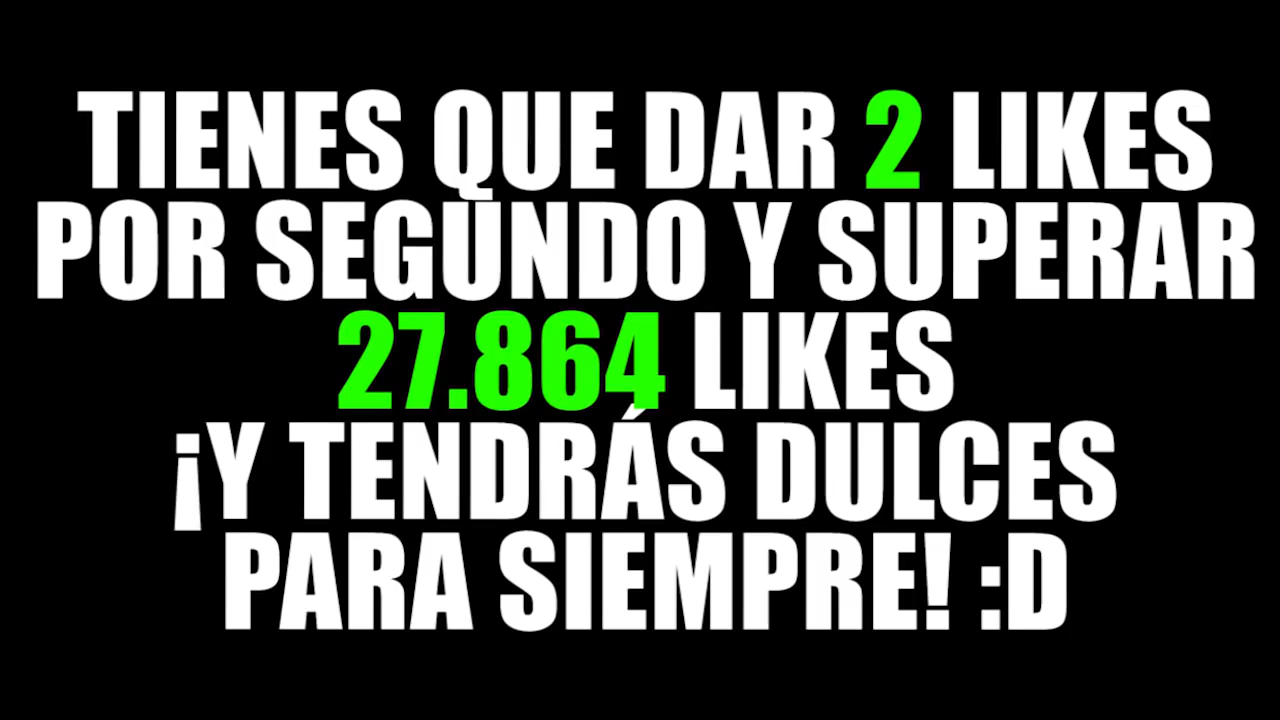 TIENES QUE DAR 2 LIKES
POR SEGUNDO Y SUPERAR
27.864 LIKES
¡Y TENDRÁS DULCES
PARA SIEMPRE! :D